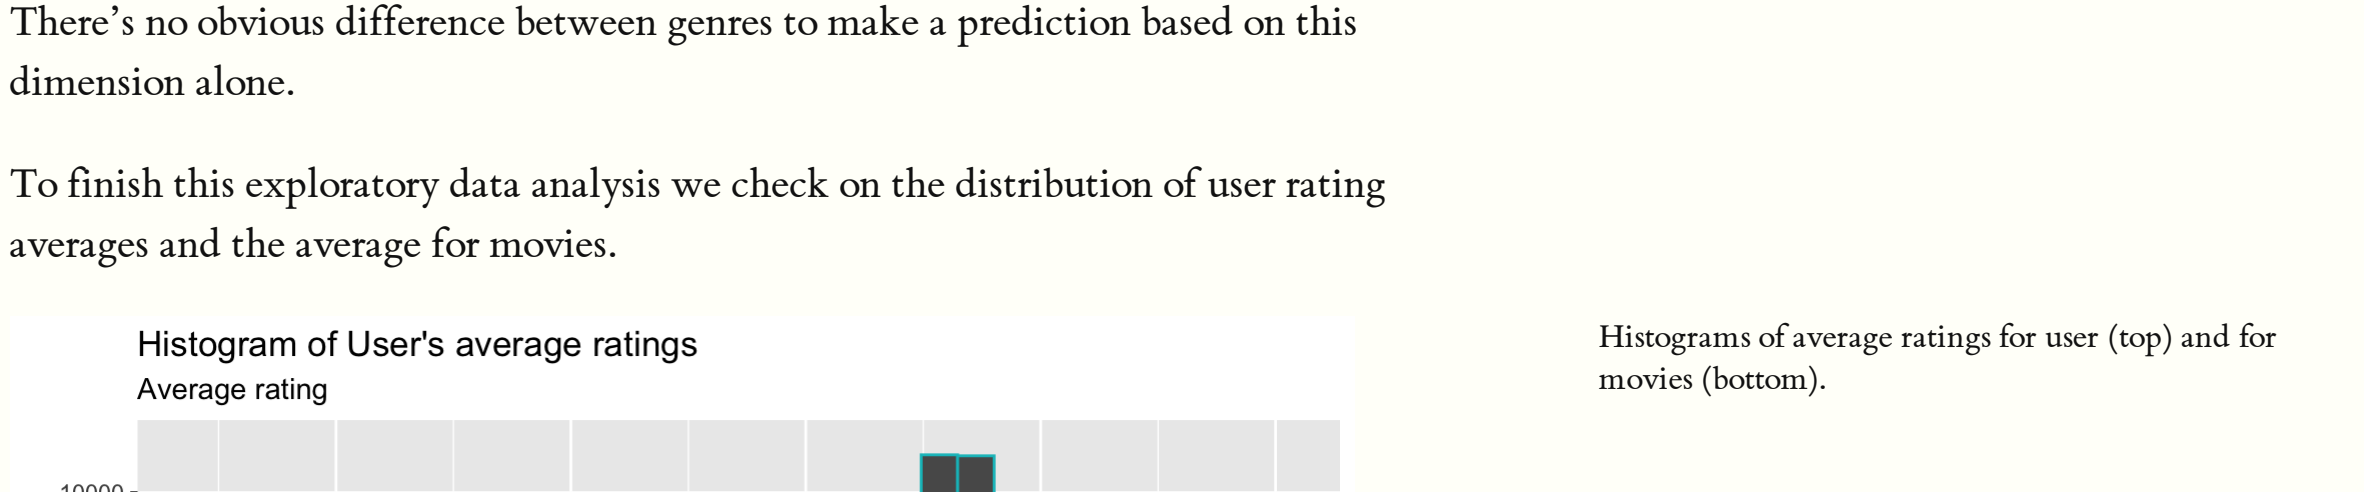 There’s no obvious difference between genres to make a prediction based on this
dimension alone.
To finish this exploratory data analysis we check on the distribution of user rating
averages and the average for movies.
Histogram of User's average ratings
Average rating
10000
Histograms of average ratings for user (top) and for
movies (bottom).